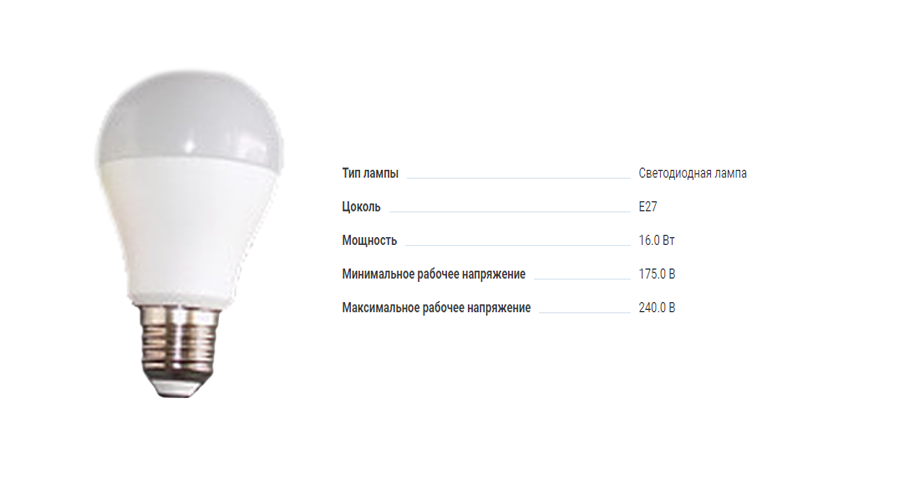 Тип лампы Светодиодная лампа
Цоколь E27
Мощность 16.0 Вт
Минимальное рабочее напряжение 175.0 В
Максимальное рабочее напряжение 240.0 В